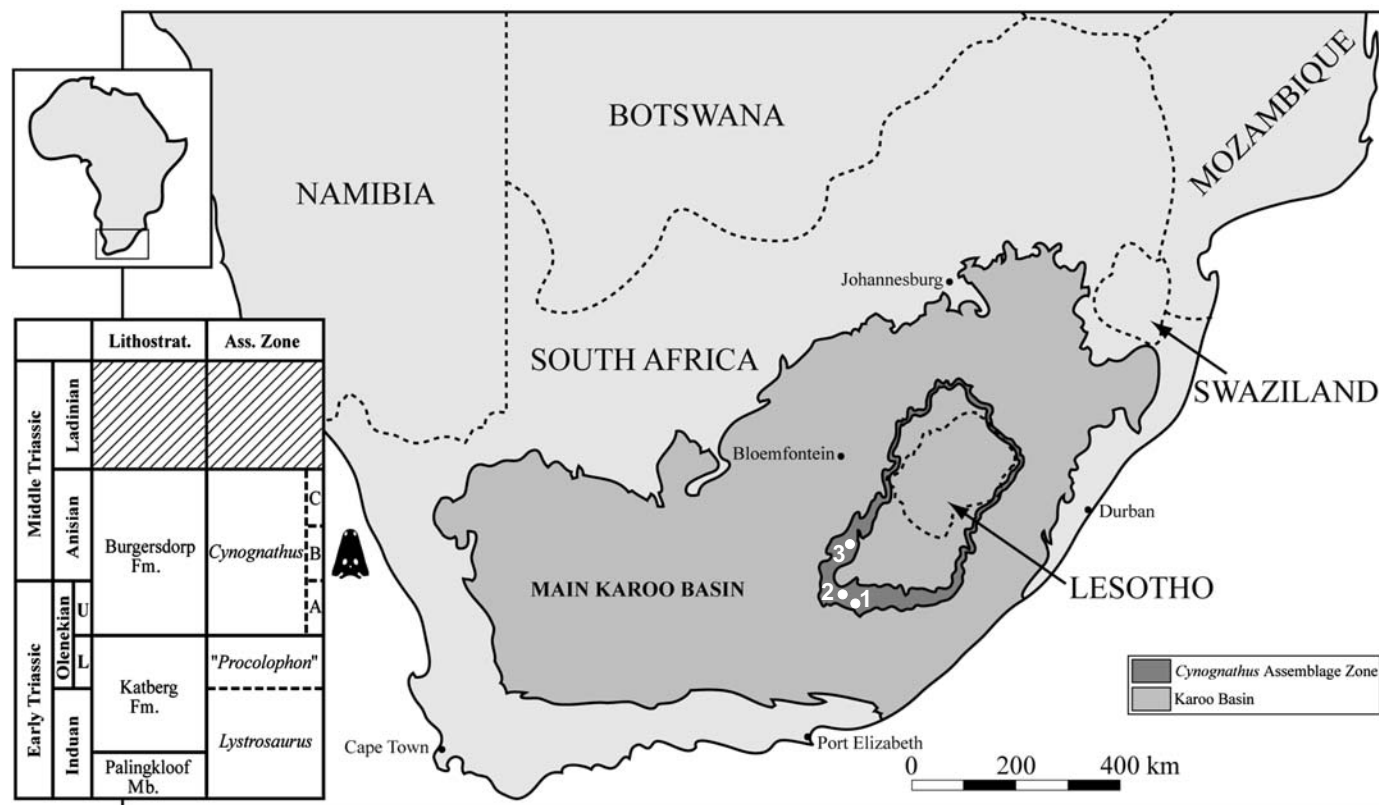 BOTSWANA
NAMIBIA
MOZAMBIQUE
Johannesburg
SOUTH AFRICA
SWAZILAND
Bloemfontein
Durban
LESOTHO
MAIN KAROO BASIN
3
2
1
Cape Town
Port Elizabeth
Cynognathus Assemblage Zone
Karoo Basin
0 200 400 km
Lithostrat. Ass. Zone
Middle Triassic
Ladinian
Anisian
Burgersdorp
Fm.
Cynognathus
C
B
A
Early Triassic
Olenekian
U
L
"Procolophon"
Katberg
Fm.
Induan
Lystrosaurus
Palingkloof
Mb.